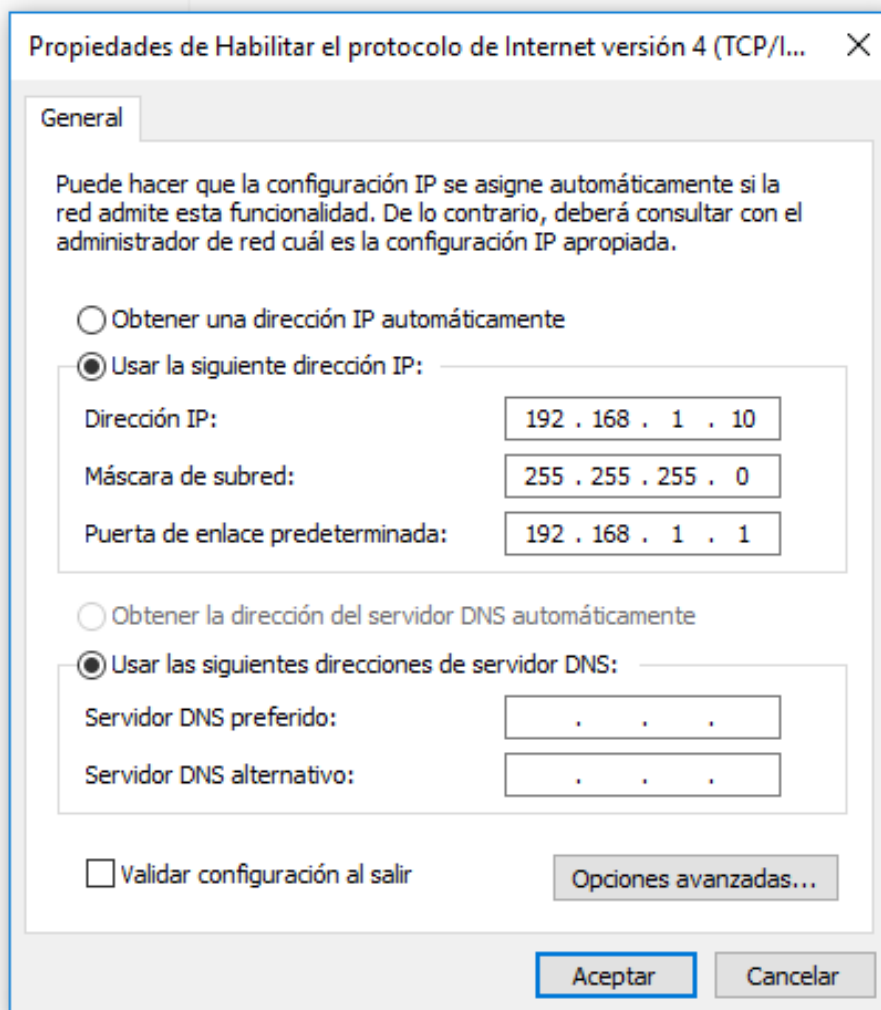 Propiedades de Habilitar el protocolo de Internet versión 4 (TCP/I...
General
Puede hacer que la configuración IP se asigne automáticamente si la
red admite esta funcionalidad. De lo contrario, deberá consultar con el
administrador de red cuál es la configuración IP apropiada.
Obtener una dirección IP automáticamente
Usar la siguiente dirección IP:
Dirección IP: 192 . 168 . 1 . 10
Máscara de subred: 255 . 255 . 255 . 0
Puerta de enlace predeterminada: 192 . 168 . 1 . 1
Obtener la dirección del servidor DNS automáticamente
Usar las siguientes direcciones de servidor DNS:
Servidor DNS preferido: . . .
Servidor DNS alternativo: . . .
Validar configuración al salir Opciones avanzadas...
Aceptar Cancelar